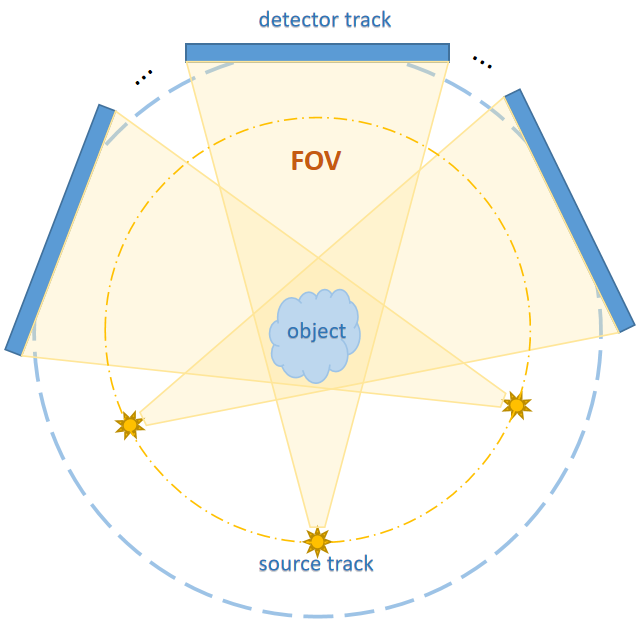 detector track
...
...
FOV
object
source track